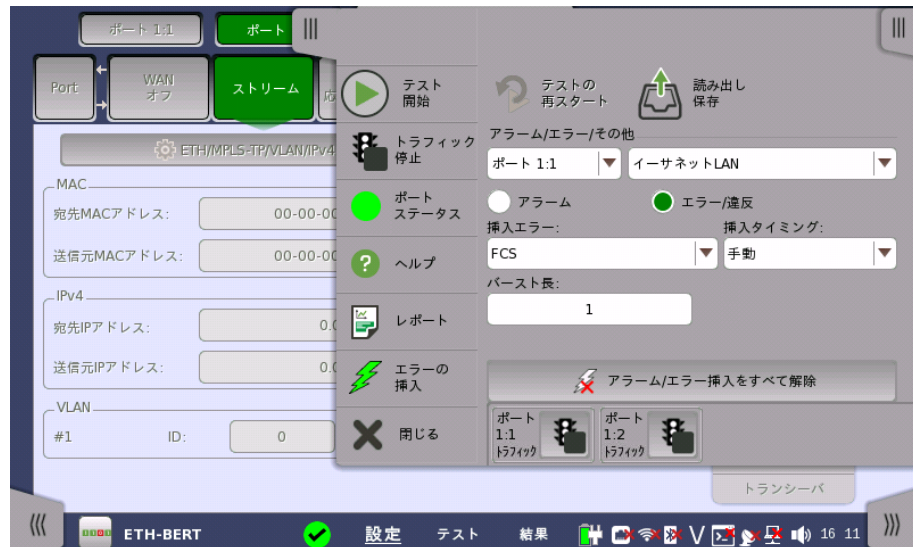 ポート 1:1
ポート
Port
WAN
オフ
ストリーム
応
ETH/MPLS-TP/VLAN/IPv4
MAC
宛先MACアドレス:
00-00-00
送信元MACアドレス:
00-00-00
IPv4
宛先IPアドレス:
0.0
送信元IPアドレス:
0.0
VLAN
#1
ID:
0
テスト
開始
トラフィック
停止
ポート
ステータス
ヘルプ
レポート
エラーの
挿入
閉じる
テストの
再スタート
読み出し
保存
アラーム/エラー/その他
ポート 1:1
イーサネットLAN
アラーム
エラー/違反
挿入エラー:
挿入タイミング:
FCS
手動
バースト長:
1
アラーム/エラー挿入をすべて解除
ポート
1:1
トラフィック
ポート
1:2
トラフィック
トランシーバ
ETH-BERT
設定
テスト
結果
16 11